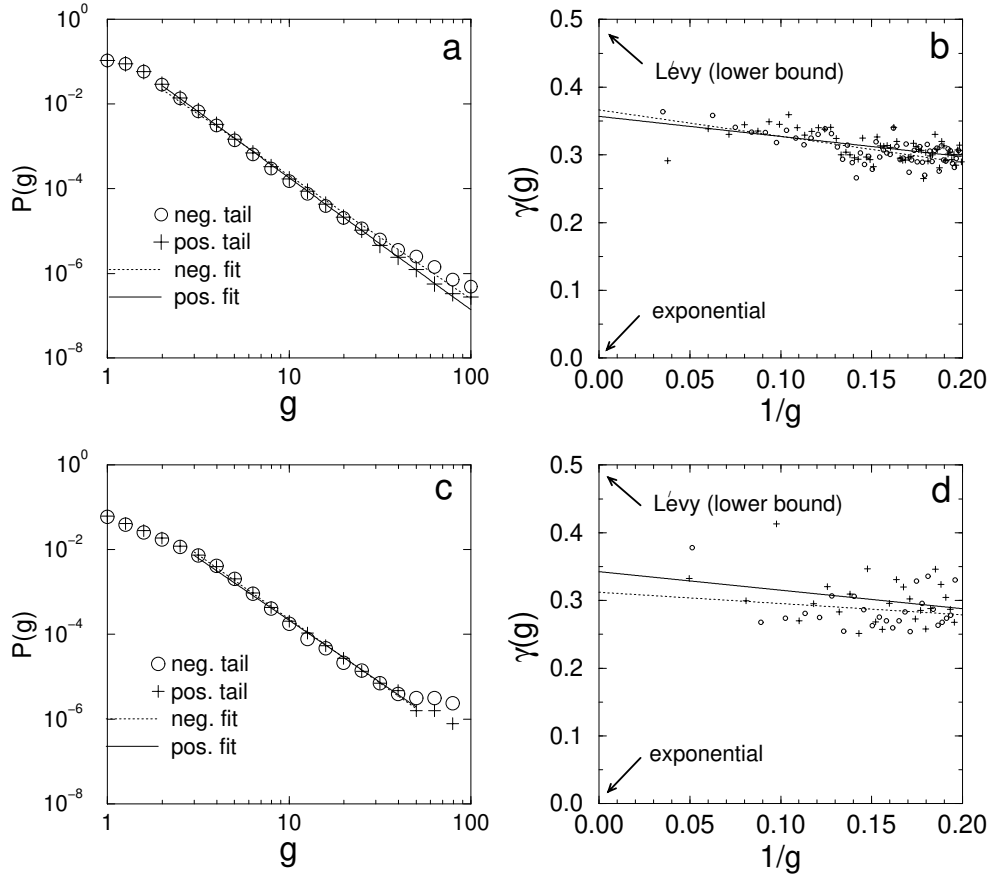 a
P(g)
10^0
10^-2
10^-4
10^-6
10^-8
neg. tail
pos. tail
neg. fit
pos. fit
1
10
100
g
b
γ(g)
0.5
0.4
0.3
0.2
0.1
0.0
Lévy (lower bound)
exponential
0.00
0.05
0.10
0.15
0.20
1/g
c
P(g)
10^0
10^-2
10^-4
10^-6
10^-8
neg. tail
pos. tail
neg. fit
pos. fit
1
10
100
g
d
γ(g)
0.5
0.4
0.3
0.2
0.1
0.0
Lévy (lower bound)
exponential
0.00
0.05
0.10
0.15
0.20
1/g